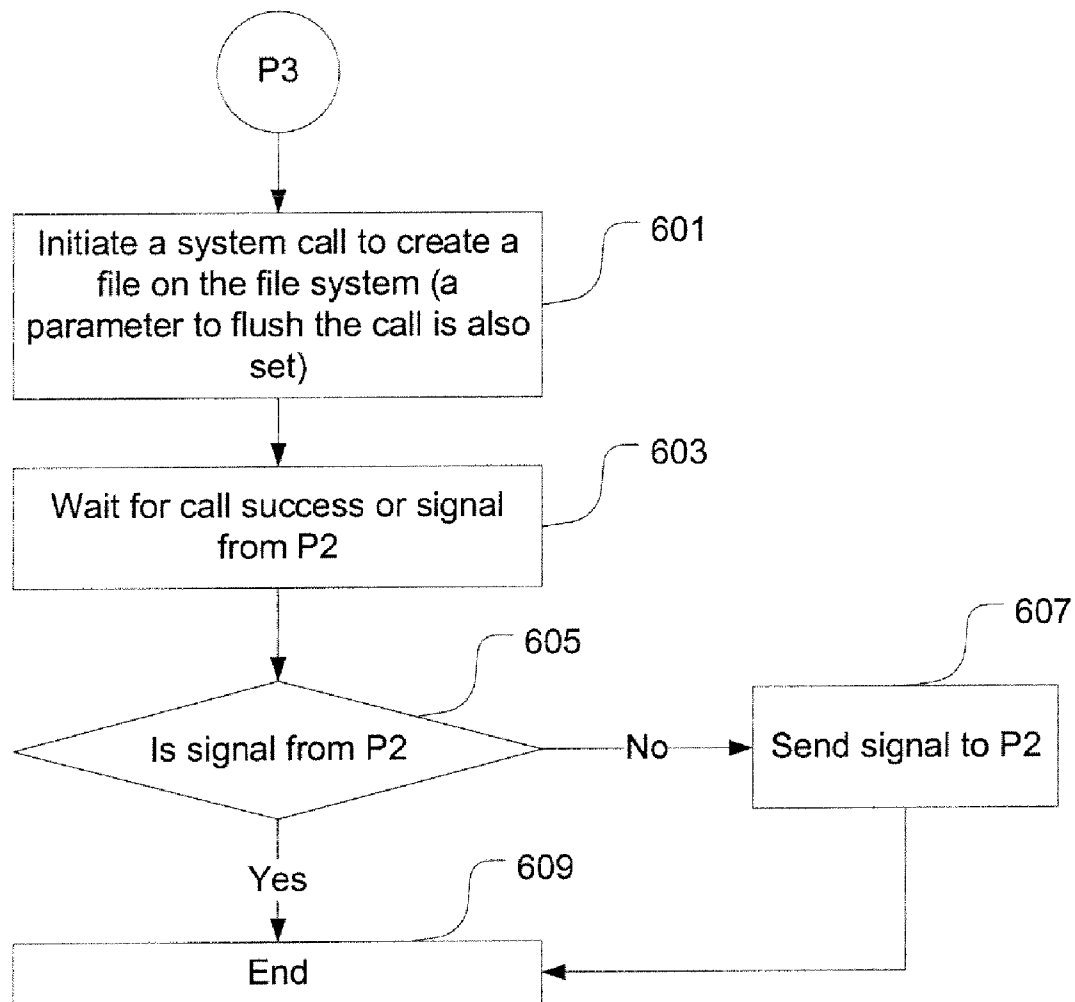 P3
Initiate a system call to create a
file on the file system (a
parameter to flush the call is also
set)
601
Wait for call success or signal
from P2
603
605
Is signal from P2
No
607
Send signal to P2
Yes
609
End